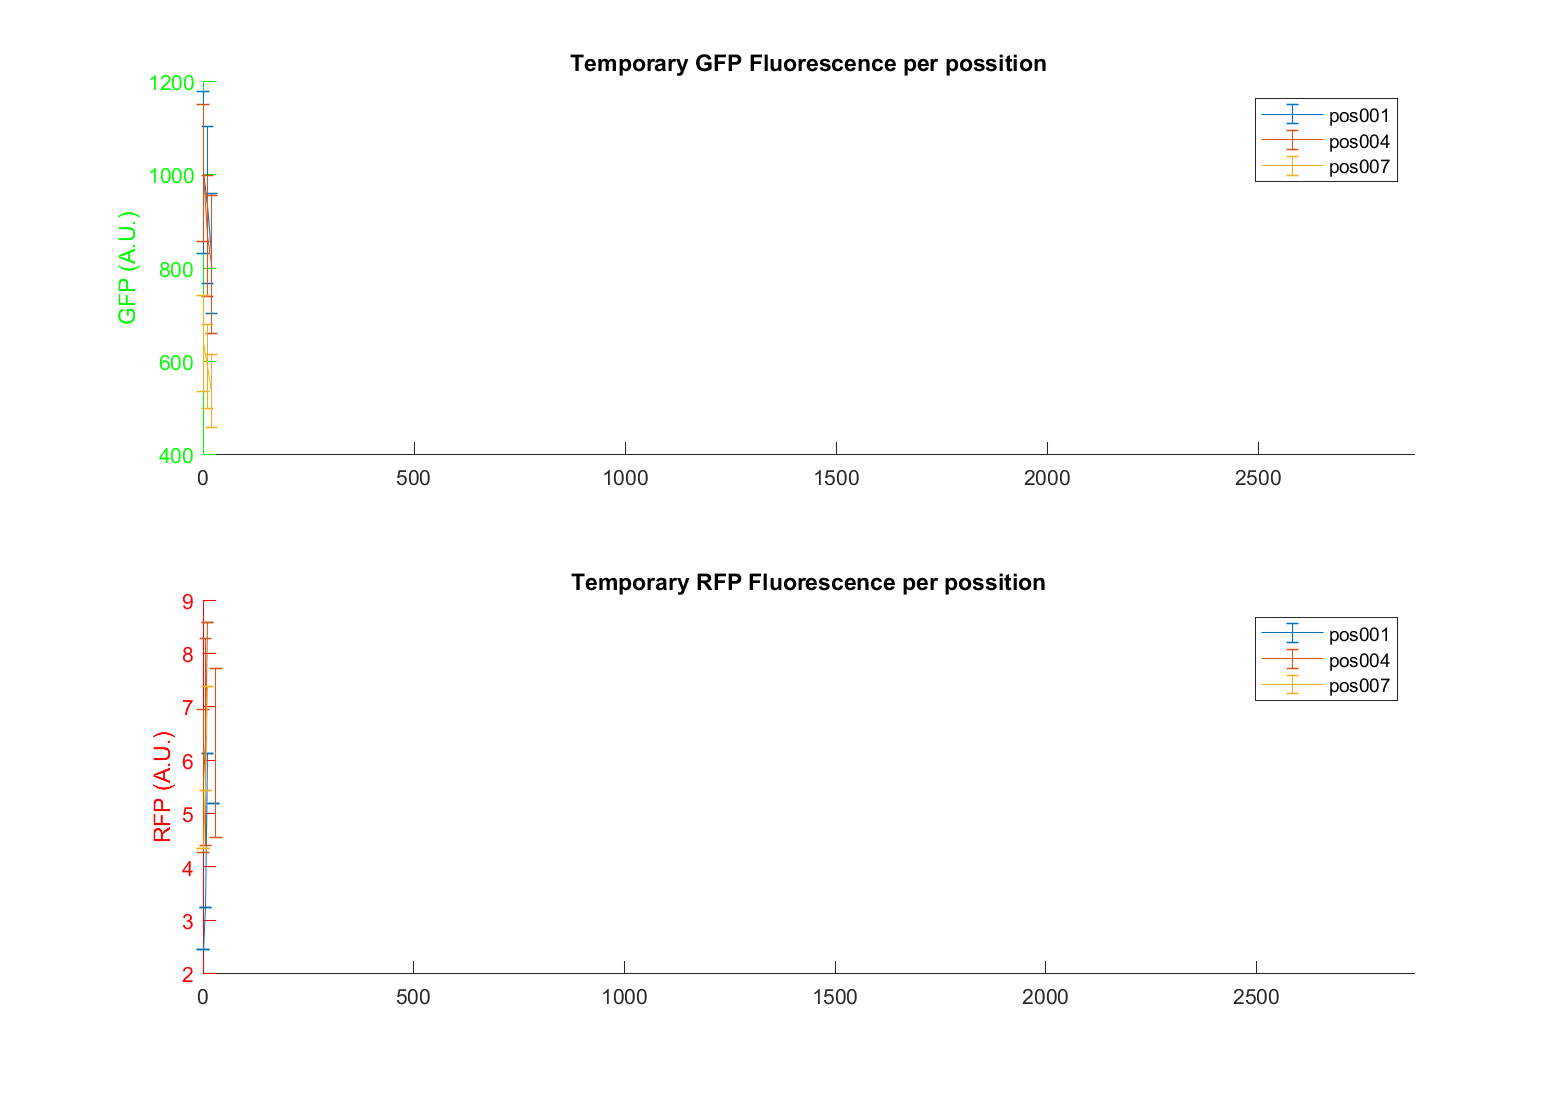 Temporary GFP Fluorescence per possition
1200
1000
800
600
400
GFP (A.U.)
0 500 1000 1500 2000 2500
pos001
pos004
pos007
Temporary RFP Fluorescence per possition
9
8
7
6
5
4
3
2
RFP (A.U.)
0 500 1000 1500 2000 2500
pos001
pos004
pos007